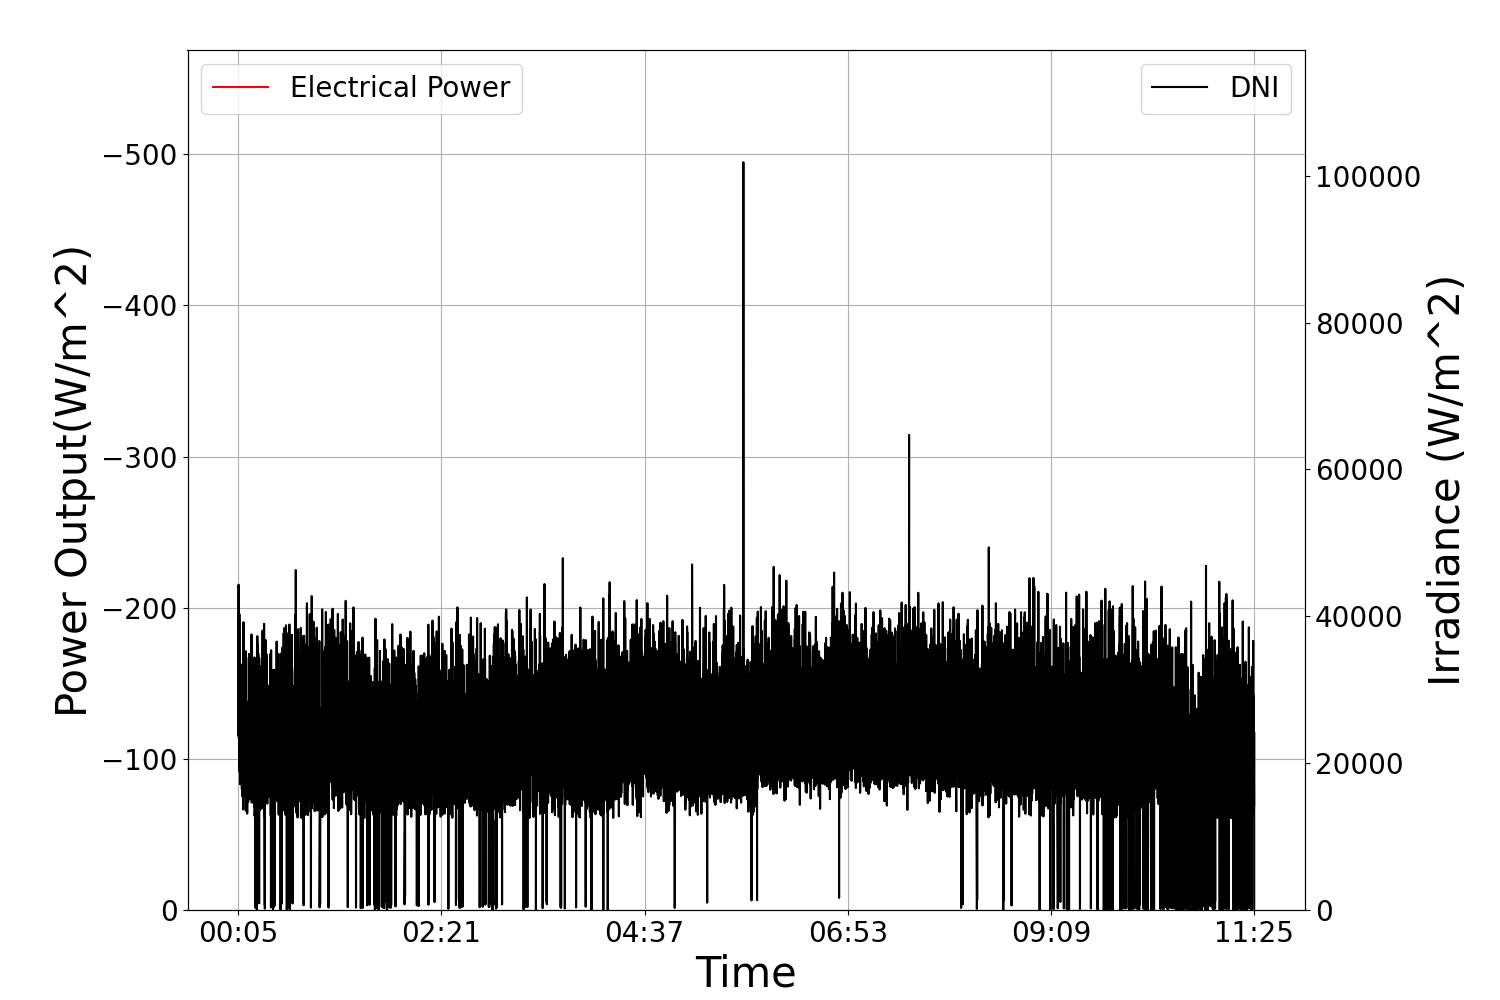 Electrical Power
DNI
Power Output(W/m^2)
−500
−400
−300
−200
−100
0
100000
80000
60000
40000
20000
0
Irradiance (W/m^2)
00:05 02:21 04:37 06:53 09:09 11:25
Time